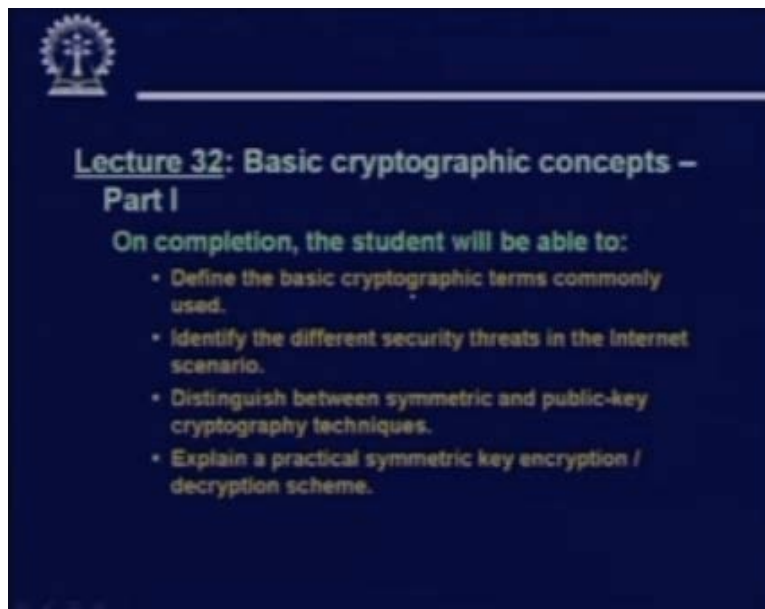 Lecture 32: Basic cryptographic concepts –
Part I
On completion, the student will be able to:
• Define the basic cryptographic terms commonly
used.
• Identify the different security threats in the Internet
scenario.
• Distinguish between symmetric and public-key
cryptography techniques.
• Explain a practical symmetric key encryption /
decryption scheme.